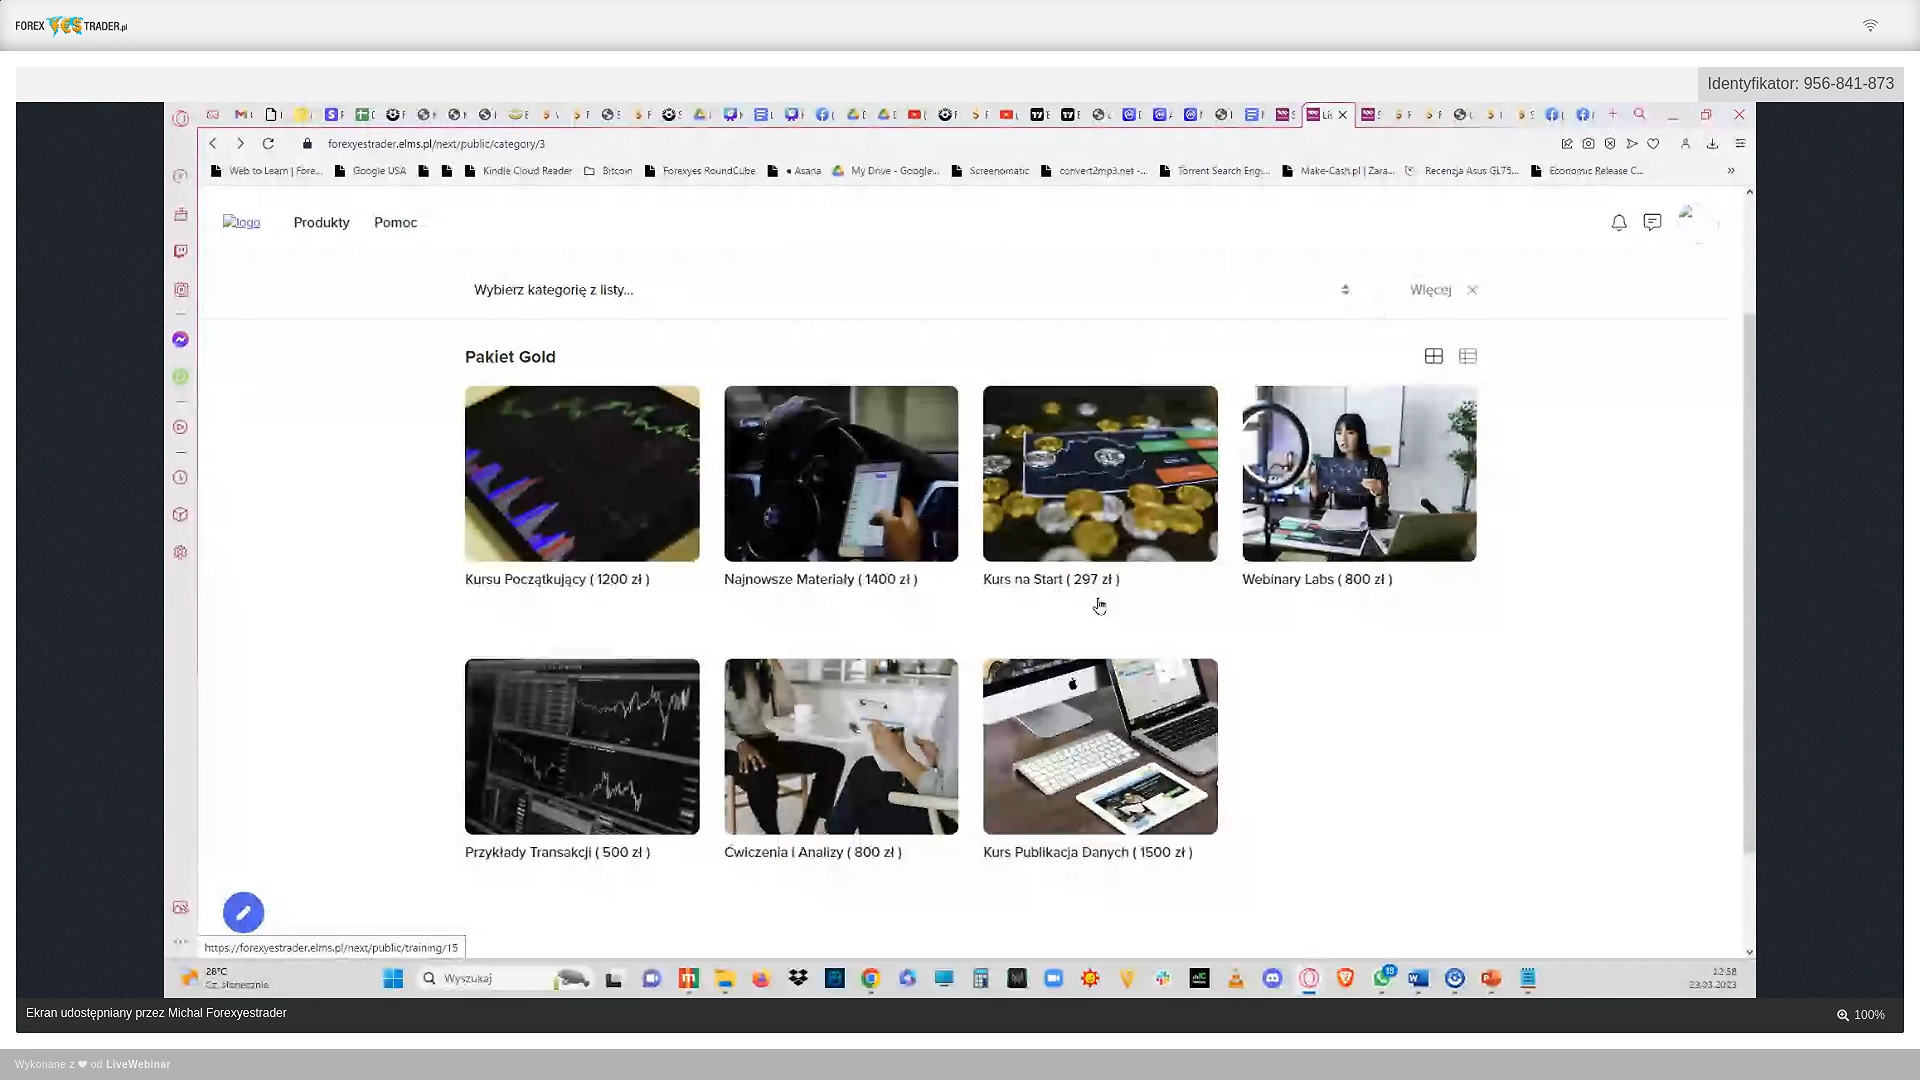 FOREX YES TRADER.pl
Identyfikator: 956-841-873
forexyestrader.elms.pl/next/public/category/3
Web to Learn | Fore... Google USA Kindle Cloud Reader Bitcoin Forexyes RoundCube • Asana My Drive - Google... Screenomatic convert2mp3.net -... Torrent Search Engi... Make-Cash.pl | Zara... Recenzja Asus GL75... Economic Release C... »
logo Produkty Pomoc
Wybierz kategorię z listy... Więcej
Pakiet Gold
Kursu Początkujący ( 1200 zł ) Najnowsze Materiały ( 1400 zł ) Kurs na Start ( 297 zł ) Webinary Labs ( 800 zł )
Przykłady Transakcji ( 500 zł ) Ćwiczenia i Analizy ( 800 zł ) Kurs Publikacja Danych ( 1500 zł )
https://forexyestrader.elms.pl/next/public/training/15
28°C
Cz. słonecznie
Wyszukaj
12:58
Ekran udostępniany przez Michal Forexyestrader
100%
Wykonane z ❤ od LiveWebinar